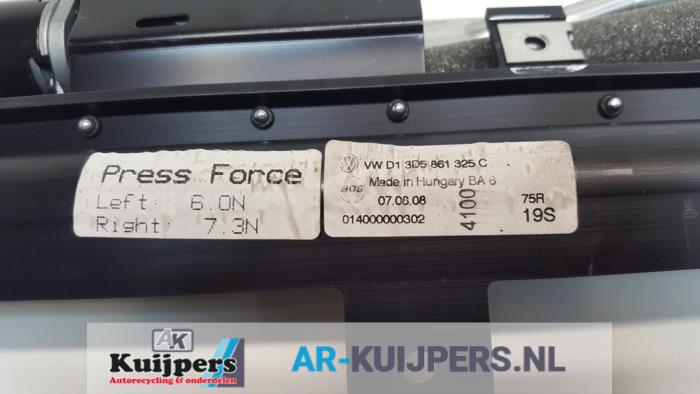 Press Force
Left: 6.0N
Right: 7.3N
VW D1 3D5 861 325 C
BOS Made in Hungary BA 6
07.06.08
014000000302
4100
75R
19S
AK
Kuijpers
Autorecycling & onderdelen
AR-KUIJPERS.NL